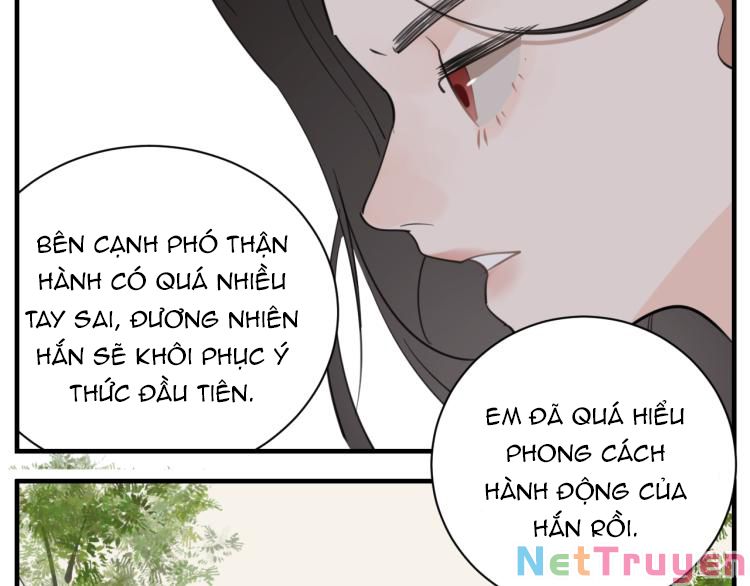 BÊN CẠNH PHÓ THẬN
HÀNH CÓ QUÁ NHIỀU
TAY SAI, ĐƯƠNG NHIÊN
HẮN SẼ KHÔI PHỤC Ý
THỨC ĐẦU TIÊN.
EM ĐÃ QUÁ HIỂU
PHONG CÁCH
HÀNH ĐỘNG CỦA
HẮN RỒI.
NetTruyen